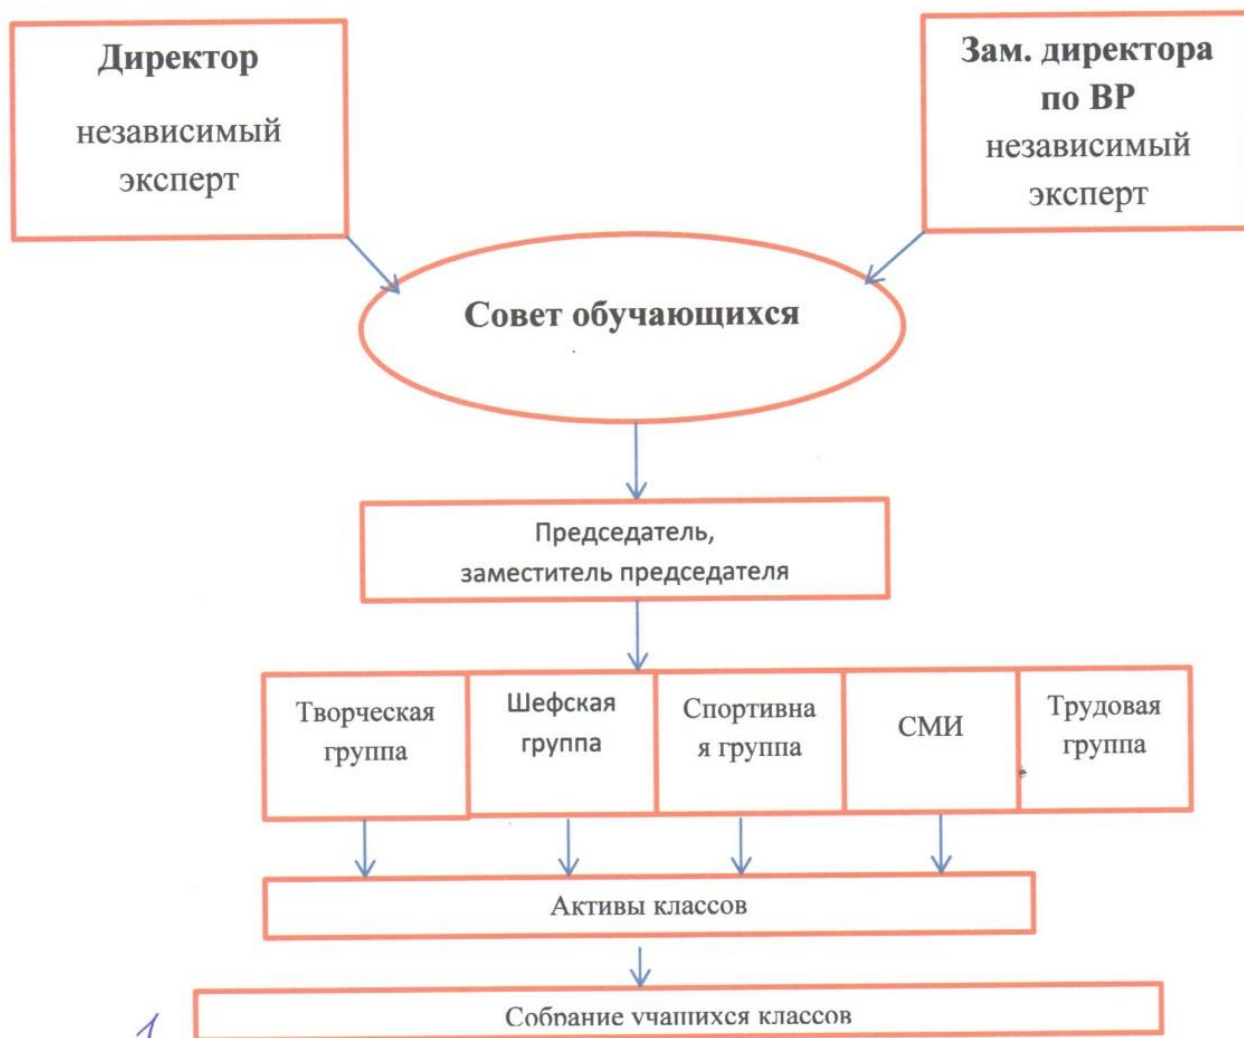 Директор
независимый
эксперт
Зам. директора
по ВР
независимый
эксперт
Совет обучающихся
Председатель,
заместитель председателя
Творческая
группа
Шефская
группа
Спортивна
я группа
СМИ
Трудовая
группа
Активы классов
Собрание учащихся классов